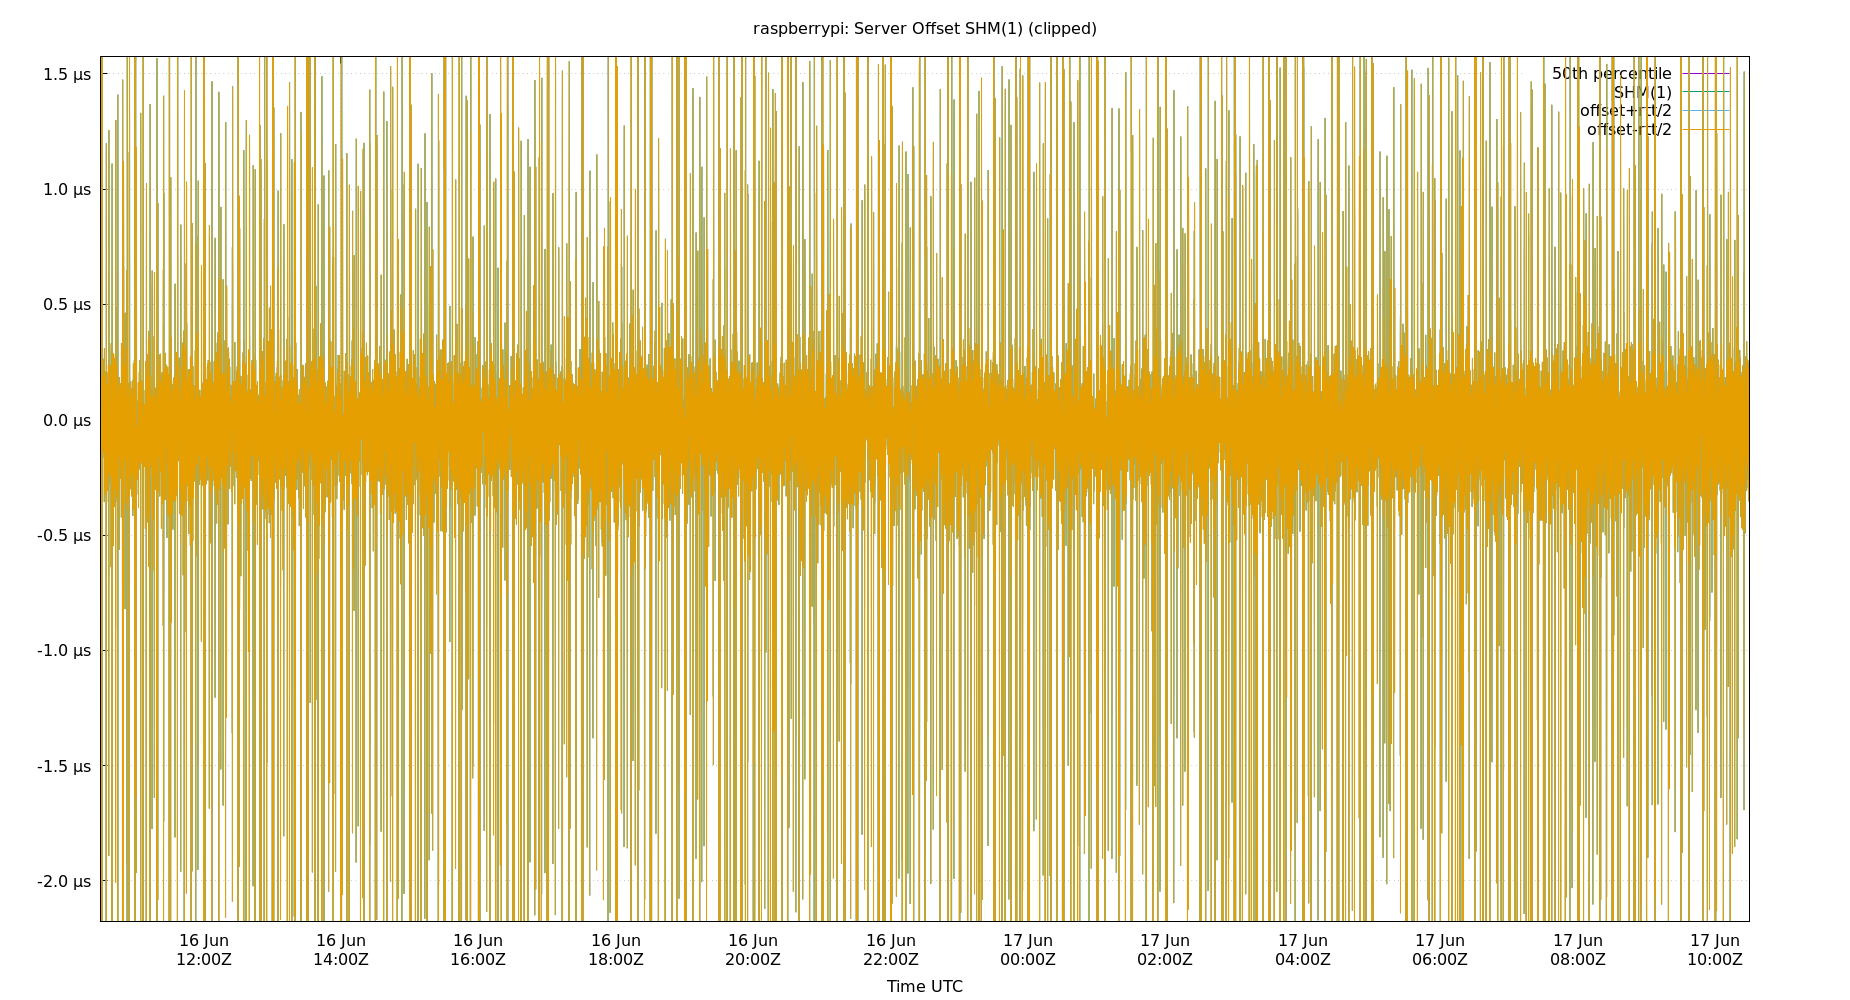 raspberrypi: Server Offset SHM(1) (clipped)
1.5 µs
1.0 µs
0.5 µs
0.0 µs
-0.5 µs
-1.0 µs
-1.5 µs
-2.0 µs
50th percentile
SHM(1)
offset+rtt/2
offset-rtt/2
16 Jun 16 Jun 16 Jun 16 Jun 16 Jun 16 Jun 17 Jun 17 Jun 17 Jun 17 Jun 17 Jun 17 Jun
12:00Z 14:00Z 16:00Z 18:00Z 20:00Z 22:00Z 00:00Z 02:00Z 04:00Z 06:00Z 08:00Z 10:00Z
Time UTC